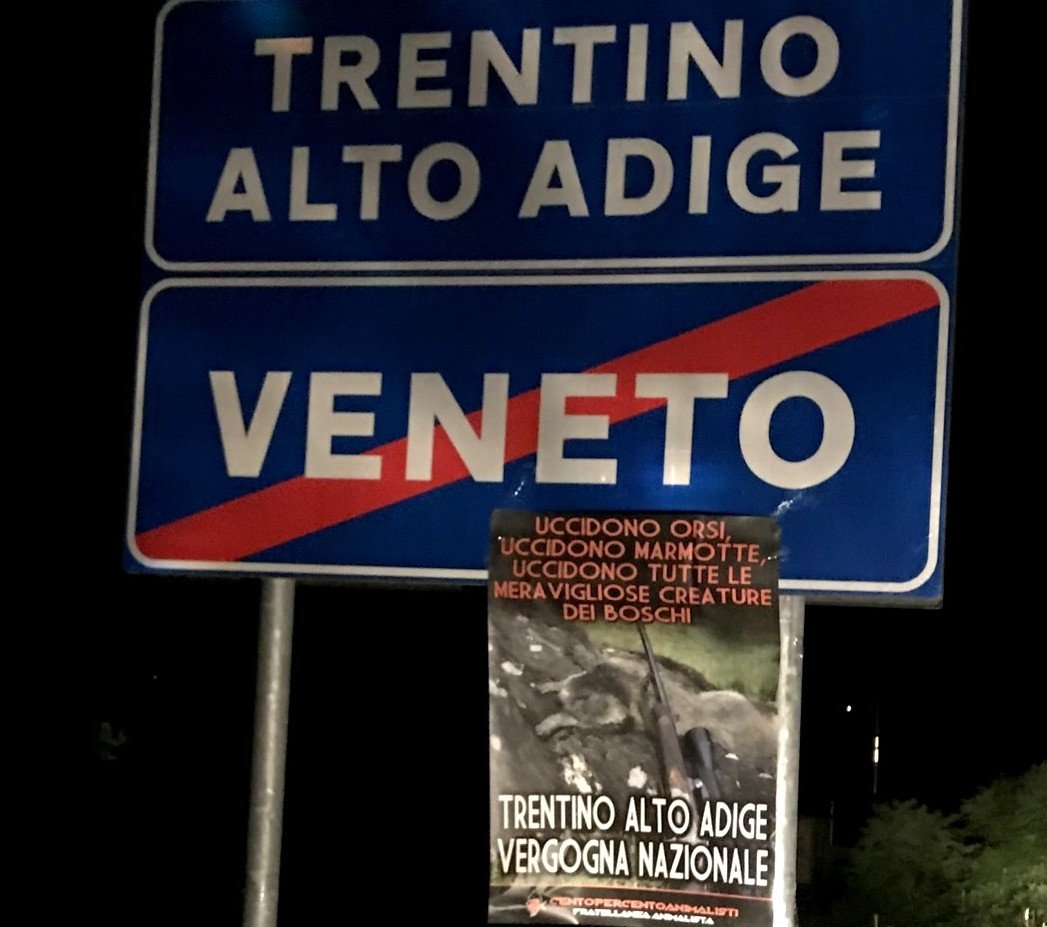 TRENTINO
ALTO ADIGE
VENETO
UCCIDONO ORSI,
UCCIDONO MARMOTTE,
UCCIDONO TUTTE LE
MERAVIGLIOSE CREATURE
DEI BOSCHI
TRENTINO ALTO ADIGE
VERGOGNA NAZIONALE
CENTOPERCENTOANIMALISTI
FRATELLANZA ANIMALISTA